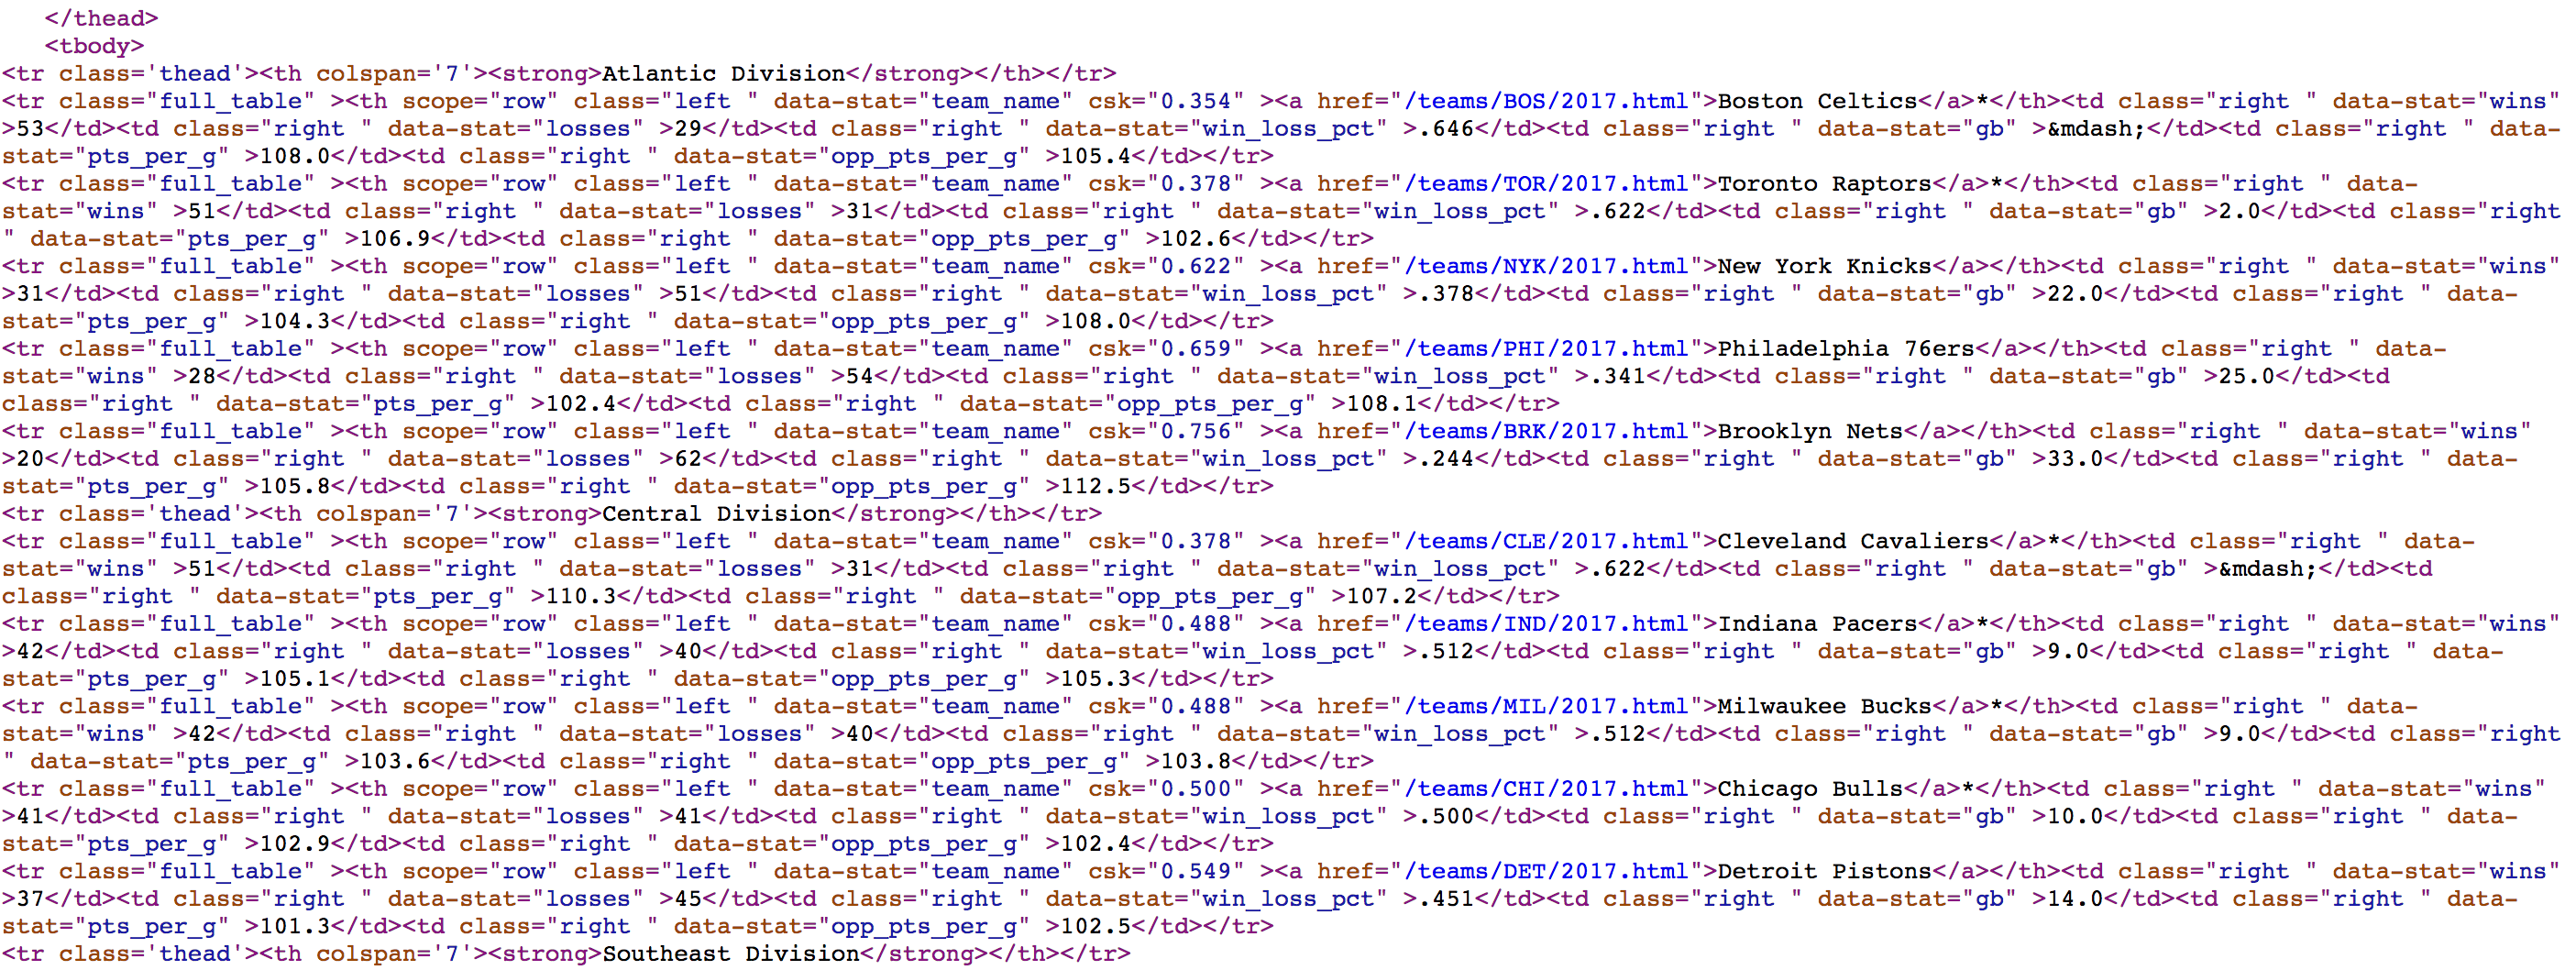 </thead>
<tbody>
<tr class='thead'><th colspan='7'><strong>Atlantic Division</strong></th></tr>
<tr class="full_table" ><th scope="row" class="left " data-stat="team_name" csk="0.354" ><a href="/teams/BOS/2017.html">Boston Celtics</a>*</th><td class="right " data-stat="wins"
>53</td><td class="right " data-stat="losses" >29</td><td class="right " data-stat="win_loss_pct" >.646</td><td class="right " data-stat="gb" >&mdash;</td><td class="right " data-
stat="pts_per_g" >108.0</td><td class="right " data-stat="opp_pts_per_g" >105.4</td></tr>
<tr class="full_table" ><th scope="row" class="left " data-stat="team_name" csk="0.378" ><a href="/teams/TOR/2017.html">Toronto Raptors</a>*</th><td class="right " data-
stat="wins" >51</td><td class="right " data-stat="losses" >31</td><td class="right " data-stat="win_loss_pct" >.622</td><td class="right " data-stat="gb" >2.0</td><td class="right
" data-stat="pts_per_g" >106.9</td><td class="right " data-stat="opp_pts_per_g" >102.6</td></tr>
<tr class="full_table" ><th scope="row" class="left " data-stat="team_name" csk="0.622" ><a href="/teams/NYK/2017.html">New York Knicks</a></th><td class="right " data-stat="wins"
>31</td><td class="right " data-stat="losses" >51</td><td class="right " data-stat="win_loss_pct" >.378</td><td class="right " data-stat="gb" >22.0</td><td class="right " data-
stat="pts_per_g" >104.3</td><td class="right " data-stat="opp_pts_per_g" >108.0</td></tr>
<tr class="full_table" ><th scope="row" class="left " data-stat="team_name" csk="0.659" ><a href="/teams/PHI/2017.html">Philadelphia 76ers</a></th><td class="right " data-
stat="wins" >28</td><td class="right " data-stat="losses" >54</td><td class="right " data-stat="win_loss_pct" >.341</td><td class="right " data-stat="gb" >25.0</td><td
class="right " data-stat="pts_per_g" >102.4</td><td class="right " data-stat="opp_pts_per_g" >108.1</td></tr>
<tr class="full_table" ><th scope="row" class="left " data-stat="team_name" csk="0.756" ><a href="/teams/BRK/2017.html">Brooklyn Nets</a></th><td class="right " data-stat="wins"
>20</td><td class="right " data-stat="losses" >62</td><td class="right " data-stat="win_loss_pct" >.244</td><td class="right " data-stat="gb" >33.0</td><td class="right " data-
stat="pts_per_g" >105.8</td><td class="right " data-stat="opp_pts_per_g" >112.5</td></tr>
<tr class='thead'><th colspan='7'><strong>Central Division</strong></th></tr>
<tr class="full_table" ><th scope="row" class="left " data-stat="team_name" csk="0.378" ><a href="/teams/CLE/2017.html">Cleveland Cavaliers</a>*</th><td class="right " data-
stat="wins" >51</td><td class="right " data-stat="losses" >31</td><td class="right " data-stat="win_loss_pct" >.622</td><td class="right " data-stat="gb" >&mdash;</td><td
class="right " data-stat="pts_per_g" >110.3</td><td class="right " data-stat="opp_pts_per_g" >107.2</td></tr>
<tr class="full_table" ><th scope="row" class="left " data-stat="team_name" csk="0.488" ><a href="/teams/IND/2017.html">Indiana Pacers</a>*</th><td class="right " data-stat="wins"
>42</td><td class="right " data-stat="losses" >40</td><td class="right " data-stat="win_loss_pct" >.512</td><td class="right " data-stat="gb" >9.0</td><td class="right " data-
stat="pts_per_g" >105.1</td><td class="right " data-stat="opp_pts_per_g" >105.3</td></tr>
<tr class="full_table" ><th scope="row" class="left " data-stat="team_name" csk="0.488" ><a href="/teams/MIL/2017.html">Milwaukee Bucks</a>*</th><td class="right " data-
stat="wins" >42</td><td class="right " data-stat="losses" >40</td><td class="right " data-stat="win_loss_pct" >.512</td><td class="right " data-stat="gb" >9.0</td><td class="right
" data-stat="pts_per_g" >103.6</td><td class="right " data-stat="opp_pts_per_g" >103.8</td></tr>
<tr class="full_table" ><th scope="row" class="left " data-stat="team_name" csk="0.500" ><a href="/teams/CHI/2017.html">Chicago Bulls</a>*</th><td class="right " data-stat="wins"
>41</td><td class="right " data-stat="losses" >41</td><td class="right " data-stat="win_loss_pct" >.500</td><td class="right " data-stat="gb" >10.0</td><td class="right " data-
stat="pts_per_g" >102.9</td><td class="right " data-stat="opp_pts_per_g" >102.4</td></tr>
<tr class="full_table" ><th scope="row" class="left " data-stat="team_name" csk="0.549" ><a href="/teams/DET/2017.html">Detroit Pistons</a></th><td class="right " data-stat="wins"
>37</td><td class="right " data-stat="losses" >45</td><td class="right " data-stat="win_loss_pct" >.451</td><td class="right " data-stat="gb" >14.0</td><td class="right " data-
stat="pts_per_g" >101.3</td><td class="right " data-stat="opp_pts_per_g" >102.5</td></tr>
<tr class='thead'><th colspan='7'><strong>Southeast Division</strong></th></tr>